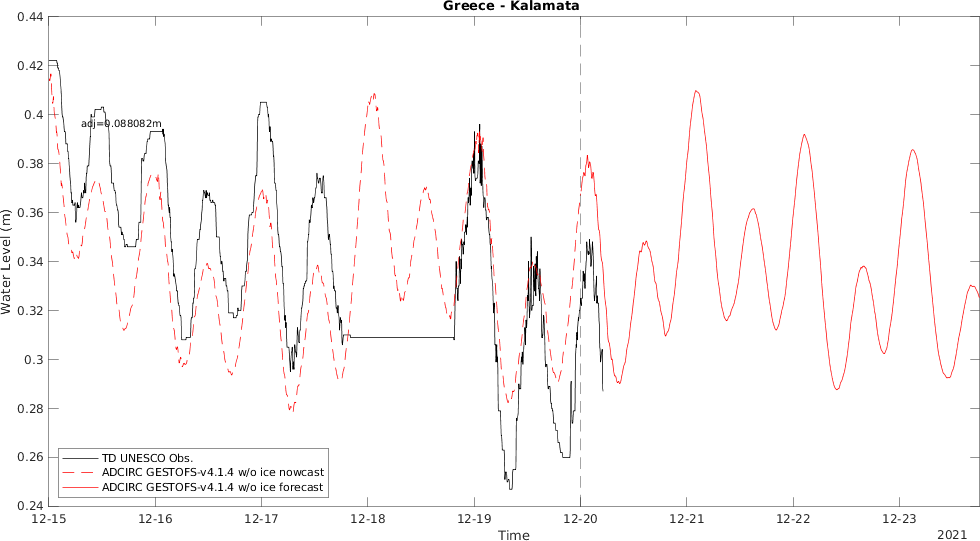 Greece - Kalamata
0.44
0.42
0.4
0.38
0.36
0.34
0.32
0.3
0.28
0.26
0.24
Water Level (m)
adj=0.088082m
TD UNESCO Obs.
ADCIRC GESTOFS-v4.1.4 w/o ice nowcast
ADCIRC GESTOFS-v4.1.4 w/o ice forecast
12-15 12-16 12-17 12-18 12-19 12-20 12-21 12-22 12-23
Time
2021